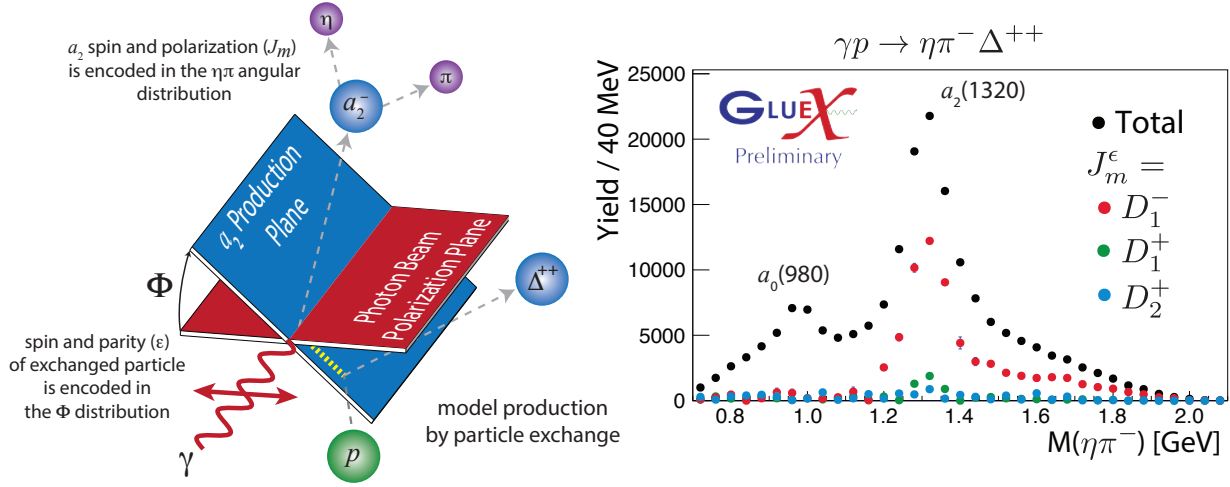 η
a₂ spin and polarization (Jₘ)
is encoded in the ηπ angular
distribution
π
a₂⁻
a₂ Production
Plane
Photon Beam
Polarization Plane
Δ⁺⁺
Φ
spin and parity (ε)
of exchanged particle
is encoded in
the Φ distribution
model production
by particle exchange
p
γ
γp → ηπ⁻Δ⁺⁺
Yield / 40 MeV
25000
20000
15000
10000
5000
0
GLUEX
Preliminary
a₂(1320)
a₀(980)
Total
J^ε_m =
D₁⁻
D₁⁺
D₂⁺
0.8 1.0 1.2 1.4 1.6 1.8 2.0
M(ηπ⁻) [GeV]